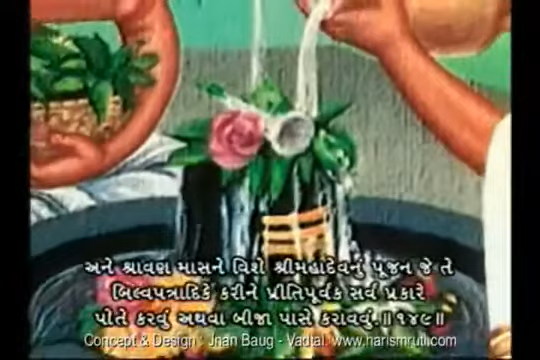 અને શ્રાવણ માસને વિશે શ્રીમહાદેવનું પૂજન જે તે
બિલ્વપત્રાદિકે કરીને પ્રીતિપૂર્વક સર્વ પ્રકારે
પોતે કરવું અથવા બીજા પાસે કરાવવું.॥ ૧૪૯॥
Concept & Design : Jnan Baug - Vadtal. www.harismruti.com